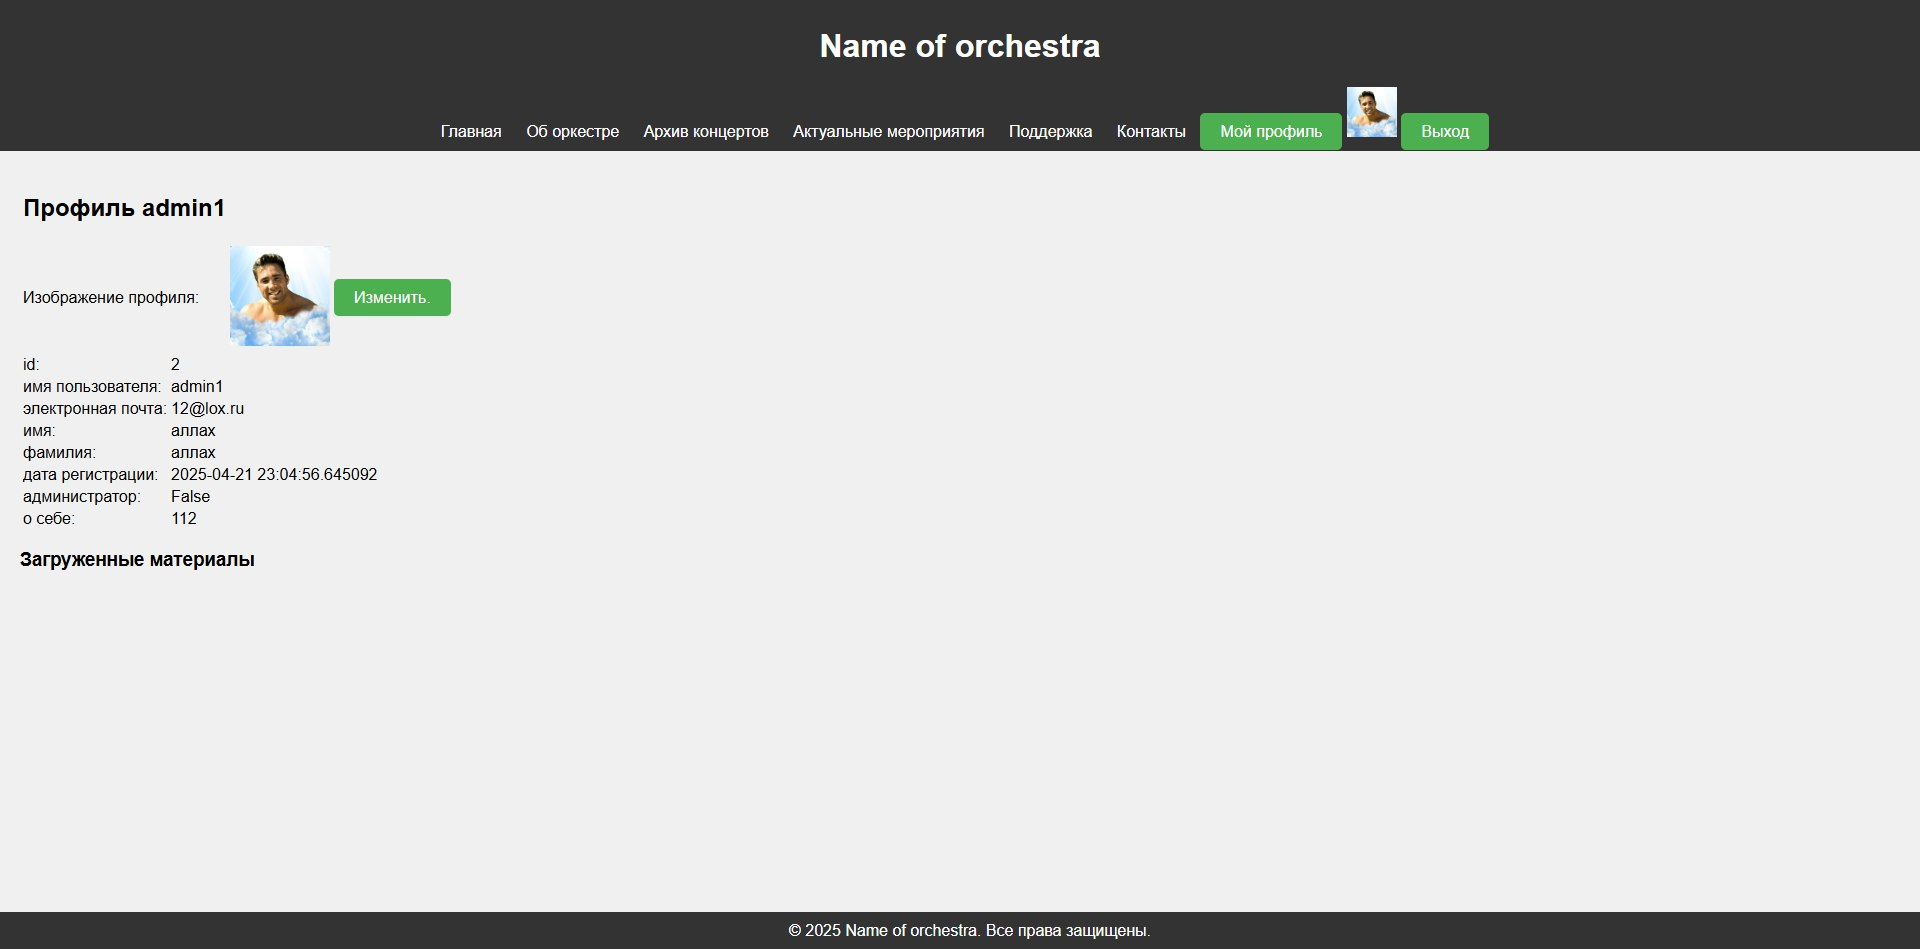 Name of orchestra
Главная Об оркестре Архив концертов Актуальные мероприятия Поддержка Контакты Мой профиль Выход
Профиль admin1
Изображение профиля: Изменить.
id: 2
имя пользователя: admin1
электронная почта: 12@lox.ru
имя: аллах
фамилия: аллах
дата регистрации: 2025-04-21 23:04:56.645092
администратор: False
о себе: 112
Загруженные материалы
© 2025 Name of orchestra. Все права защищены.